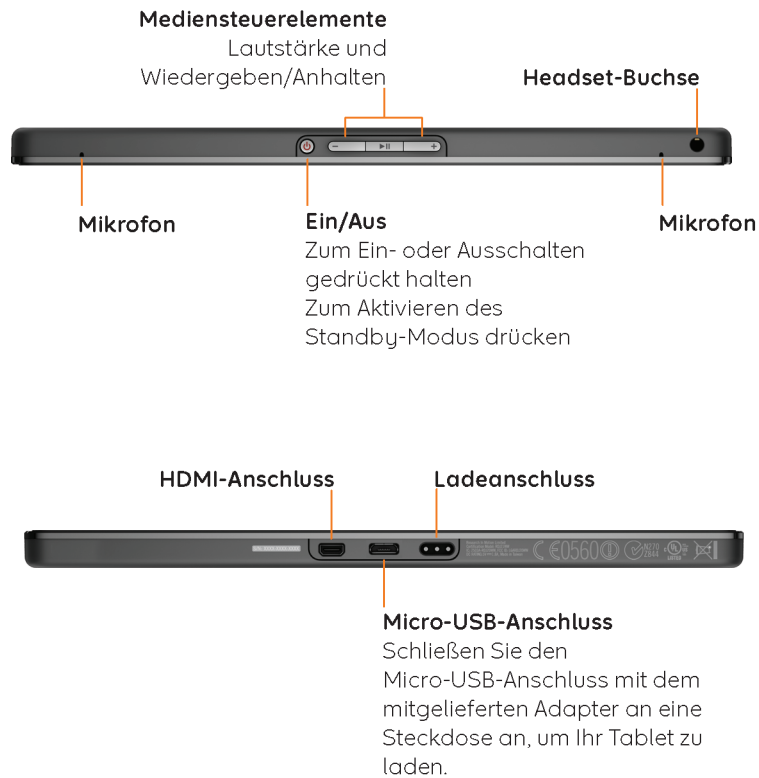 Mediensteuerelemente
Lautstärke und
Wiedergeben/Anhalten
Headset-Buchse
Mikrofon
Ein/Aus
Zum Ein- oder Ausschalten
gedrückt halten
Zum Aktivieren des
Standby-Modus drücken
Mikrofon
HDMI-Anschluss
Ladeanschluss
CE0560
N220
Micro-USB-Anschluss
Schließen Sie den
Micro-USB-Anschluss mit dem
mitgelieferten Adapter an eine
Steckdose an, um Ihr Tablet zu
laden.